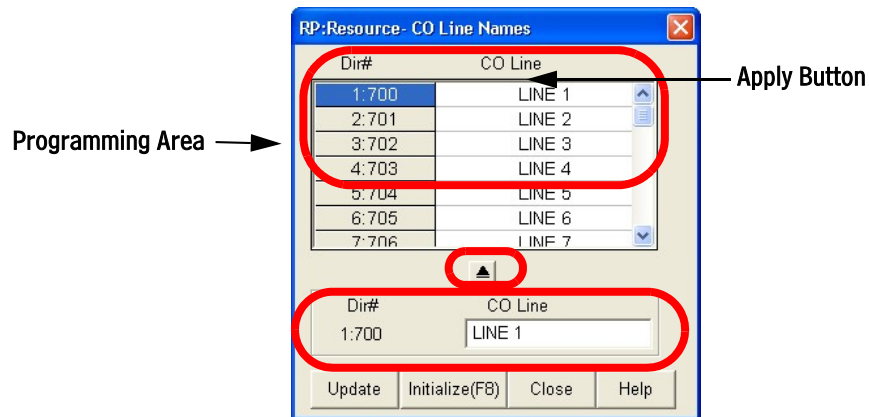 RP:Resource- CO Line Names
Dir# CO Line
Apply Button
1:700 LINE 1
2:701 LINE 2
Programming Area
3:702 LINE 3
4:703 LINE 4
5:704 LINE 5
6:705 LINE 6
7:706 LINE 7
Dir# CO Line
1:700 LINE 1
Update Initialize(F8) Close Help